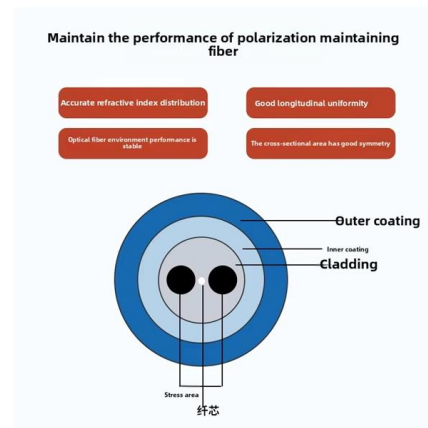 Maintain the performance of polarization maintaining
fiber
Accurate refractive index distribution
Good longitudinal uniformity
Optical fiber environment performance is
stable
The cross-sectional area has good symmetry
Outer coating
Inner coating
Cladding
Stress area
纤芯